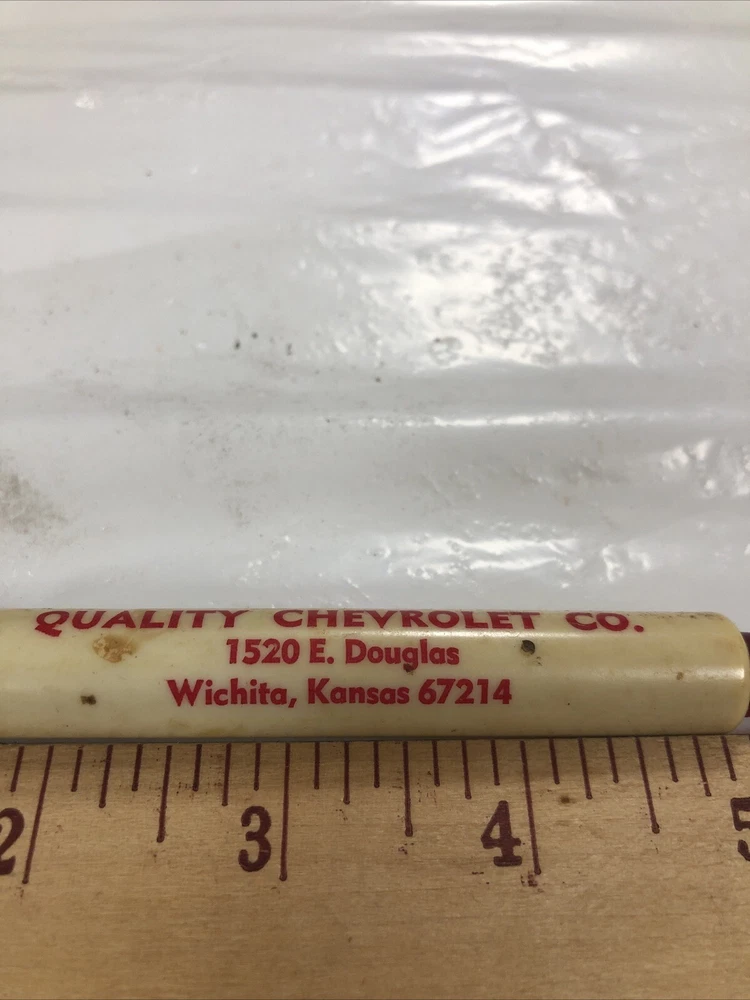 QUALITY CHEVROLET CO.
1520 E. Douglas
Wichita, Kansas 67214
2 3 4 5